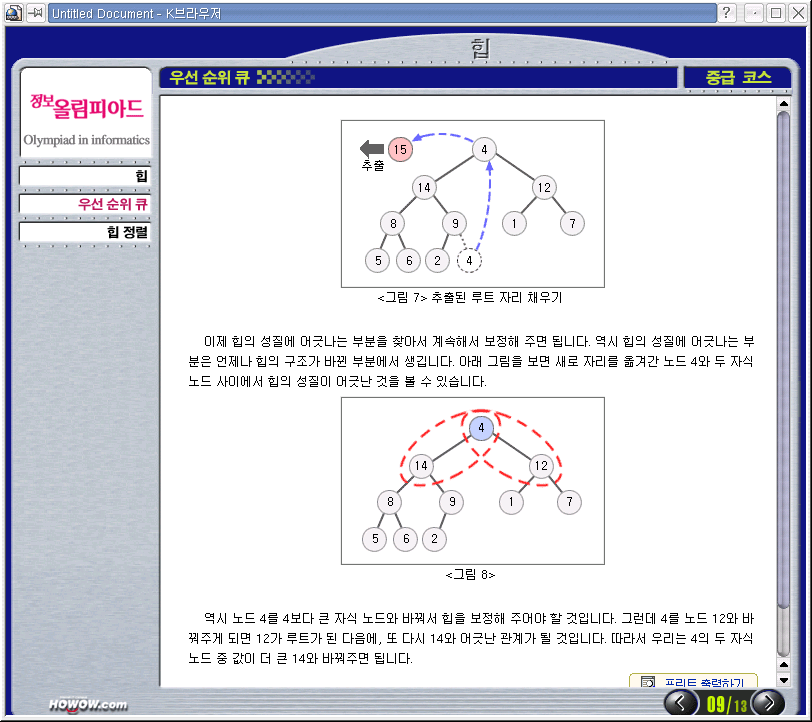 Untitled Document - K브라우저
힙
정보올림피아드
Olympiad in informatics
힙
우선 순위 큐
힙 정렬
우선 순위 큐
중급 코스
15
4
추출
14
12
8
9
1
7
5
6
2
4
<그림 7> 추출된 루트 자리 채우기
이제 힙의 성질에 어긋나는 부분을 찾아서 계속해서 보정해 주면 됩니다. 역시 힙의 성질에 어긋나는 부
분은 언제나 힙의 구조가 바뀐 부분에서 생깁니다. 아래 그림을 보면 새로 자리를 옮겨간 노드 4와 두 자식
노드 사이에서 힙의 성질이 어긋난 것을 볼 수 있습니다.
4
14
12
8
9
1
7
5
6
2
<그림 8>
역시 노드 4를 4보다 큰 자식 노드와 바꿔서 힙을 보정해 주어야 할 것입니다. 그런데 4를 노드 12와 바
꿔주게 되면 12가 루트가 된 다음에, 또 다시 14와 어긋난 관계가 될 것입니다. 따라서 우리는 4의 두 자식
노드 중 값이 더 큰 14와 바꿔주면 됩니다.
프린트 출력하기
HOWOW.com
09/13